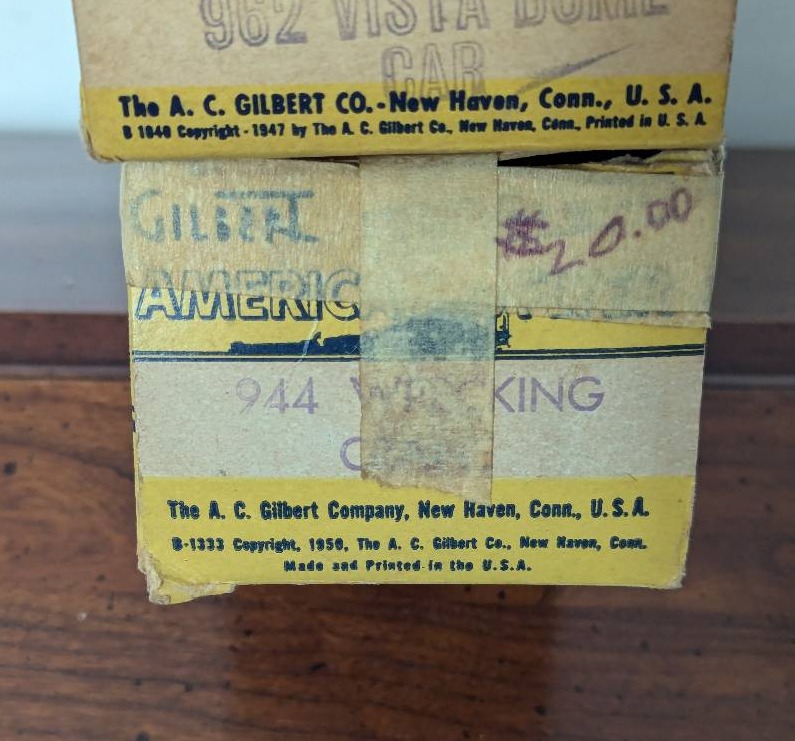 962 VISTA DOME
CAR
The A. C. GILBERT CO.-New Haven, Conn., U. S. A.
B 1040 Copyright - 1947 by The A. C. Gilbert Co., New Haven, Conn., Printed in U. S. A.
GILBERT
$20.00
AMERIC
944 W KING
C
The A. C. Gilbert Company, New Haven, Conn., U.S.A.
B-1333 Copyright, 1950, The A. C. Gilbert Co., New Haven, Conn.
Made and Printed in the U.S.A.